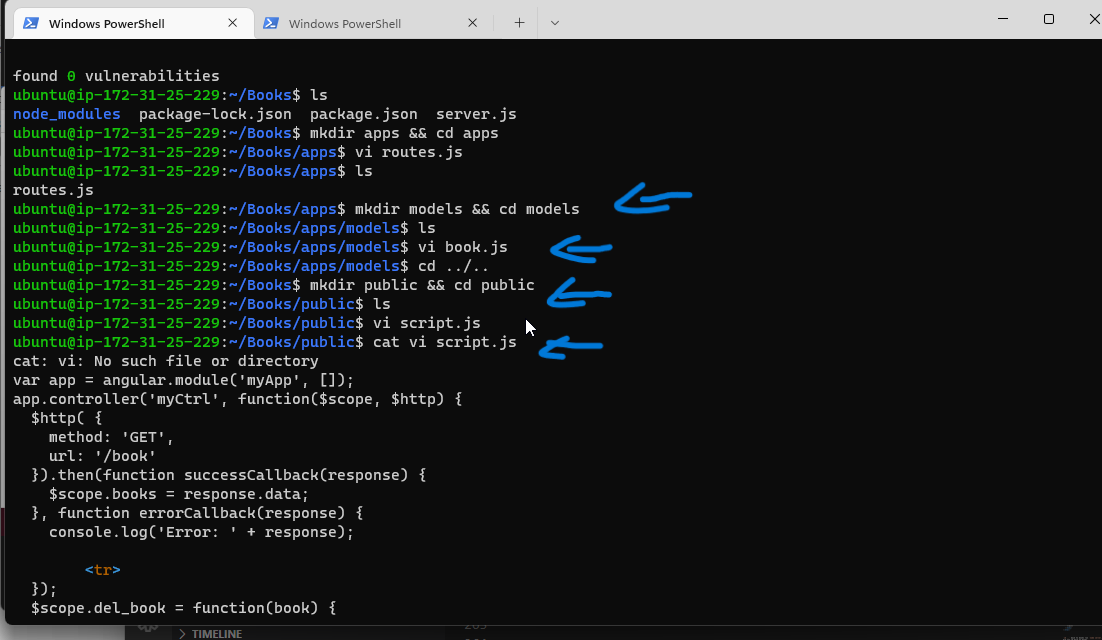 Windows PowerShell
Windows PowerShell
found 0 vulnerabilities
ubuntu@ip-172-31-25-229:~/Books$ ls
node_modules  package-lock.json  package.json  server.js
ubuntu@ip-172-31-25-229:~/Books$ mkdir apps && cd apps
ubuntu@ip-172-31-25-229:~/Books/apps$ vi routes.js
ubuntu@ip-172-31-25-229:~/Books/apps$ ls
routes.js
ubuntu@ip-172-31-25-229:~/Books/apps$ mkdir models && cd models
ubuntu@ip-172-31-25-229:~/Books/apps/models$ ls
ubuntu@ip-172-31-25-229:~/Books/apps/models$ vi book.js
ubuntu@ip-172-31-25-229:~/Books/apps/models$ cd ../..
ubuntu@ip-172-31-25-229:~/Books$ mkdir public && cd public
ubuntu@ip-172-31-25-229:~/Books/public$ ls
ubuntu@ip-172-31-25-229:~/Books/public$ vi script.js
ubuntu@ip-172-31-25-229:~/Books/public$ cat vi script.js
cat: vi: No such file or directory
var app = angular.module('myApp', []);
app.controller('myCtrl', function($scope, $http) {
  $http( {
    method: 'GET',
    url: '/book'
  }).then(function successCallback(response) {
    $scope.books = response.data;
  }, function errorCallback(response) {
    console.log('Error: ' + response);
        <tr>
  });
  $scope.del_book = function(book) {
TIMELINE